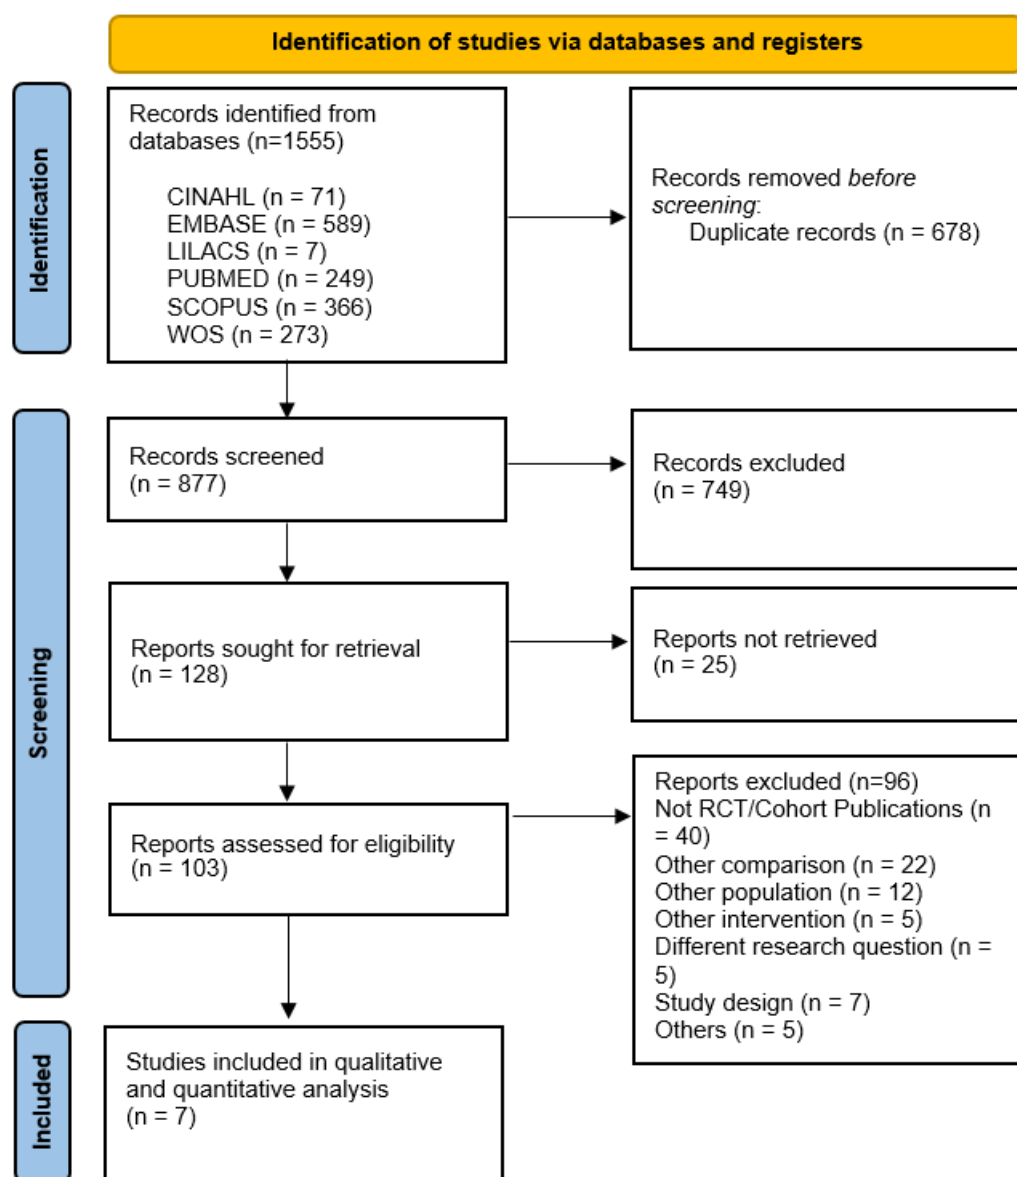 Identification of studies via databases and registers
Identification
Records identified from
databases (n=1555)
CINAHL (n = 71)
EMBASE (n = 589)
LILACS (n = 7)
PUBMED (n = 249)
SCOPUS (n = 366)
WOS (n = 273)
Records removed before
screening:
Duplicate records (n = 678)
Screening
Records screened
(n = 877)
Records excluded
(n = 749)
Reports sought for retrieval
(n = 128)
Reports not retrieved
(n = 25)
Reports assessed for eligibility
(n = 103)
Reports excluded (n=96)
Not RCT/Cohort Publications (n
= 40)
Other comparison (n = 22)
Other population (n = 12)
Other intervention (n = 5)
Different research question (n =
5)
Study design (n = 7)
Others (n = 5)
Included
Studies included in qualitative
and quantitative analysis
(n = 7)